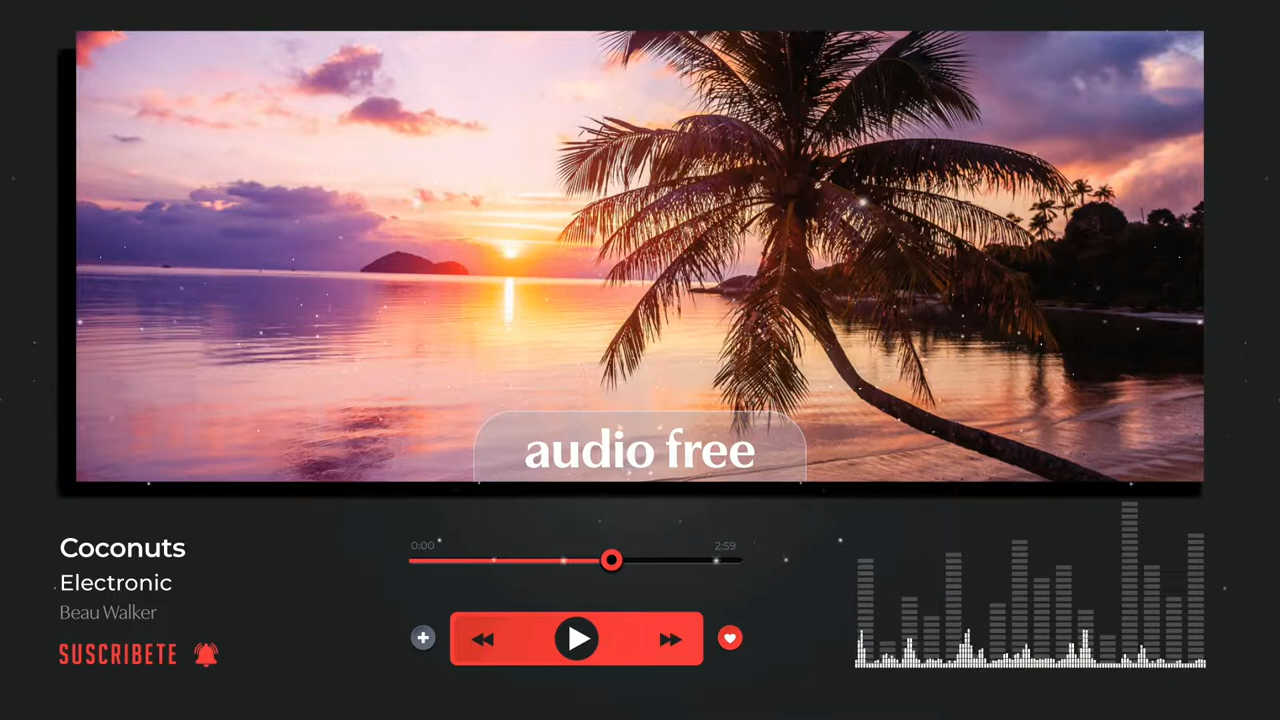 audio free
Coconuts
Electronic
Beau Walker
SUSCRIBETE
0:00
2:59